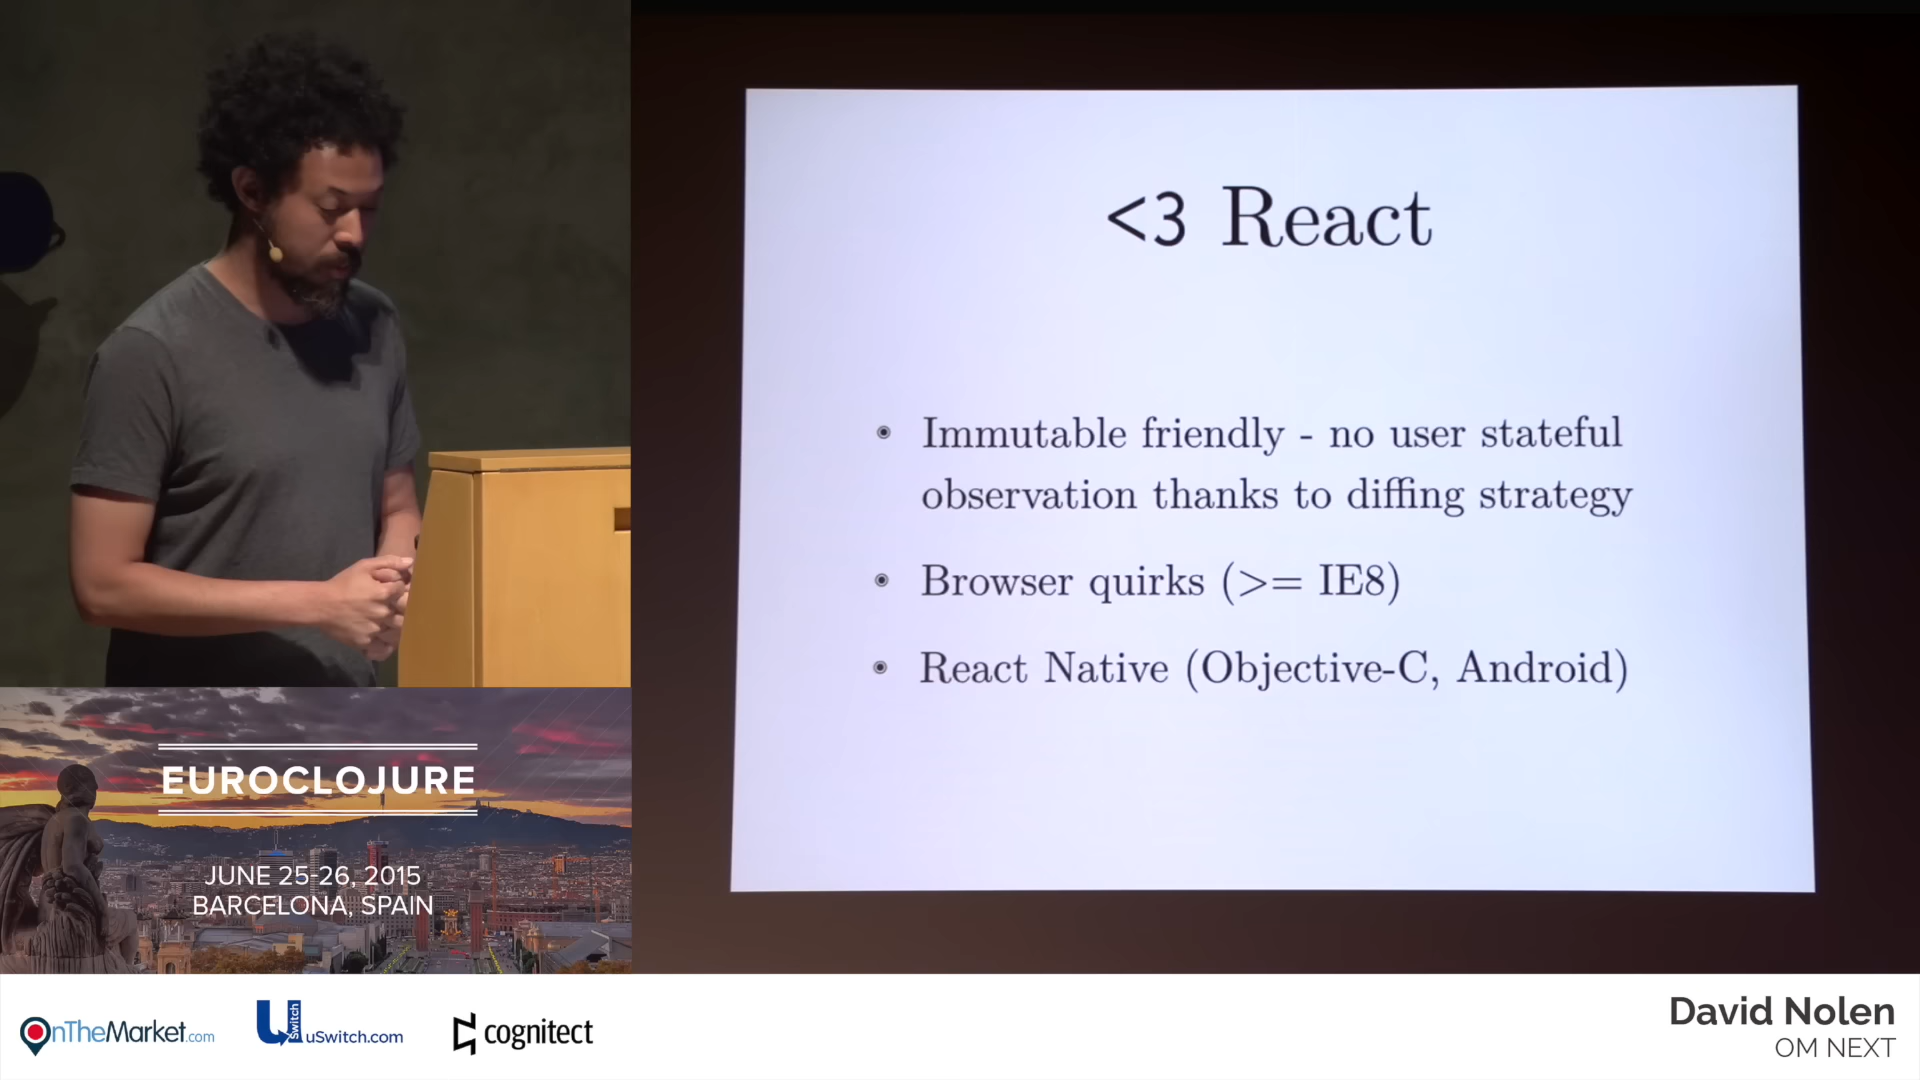 <3 React
Immutable friendly - no user stateful
observation thanks to diffing strategy
Browser quirks (>= IE8)
React Native (Objective-C, Android)
EUROCLOJURE
JUNE 25-26, 2015
BARCELONA, SPAIN
OnTheMarket.com
USwitch
uSwitch.com
cognitect
David Nolen
OM NEXT